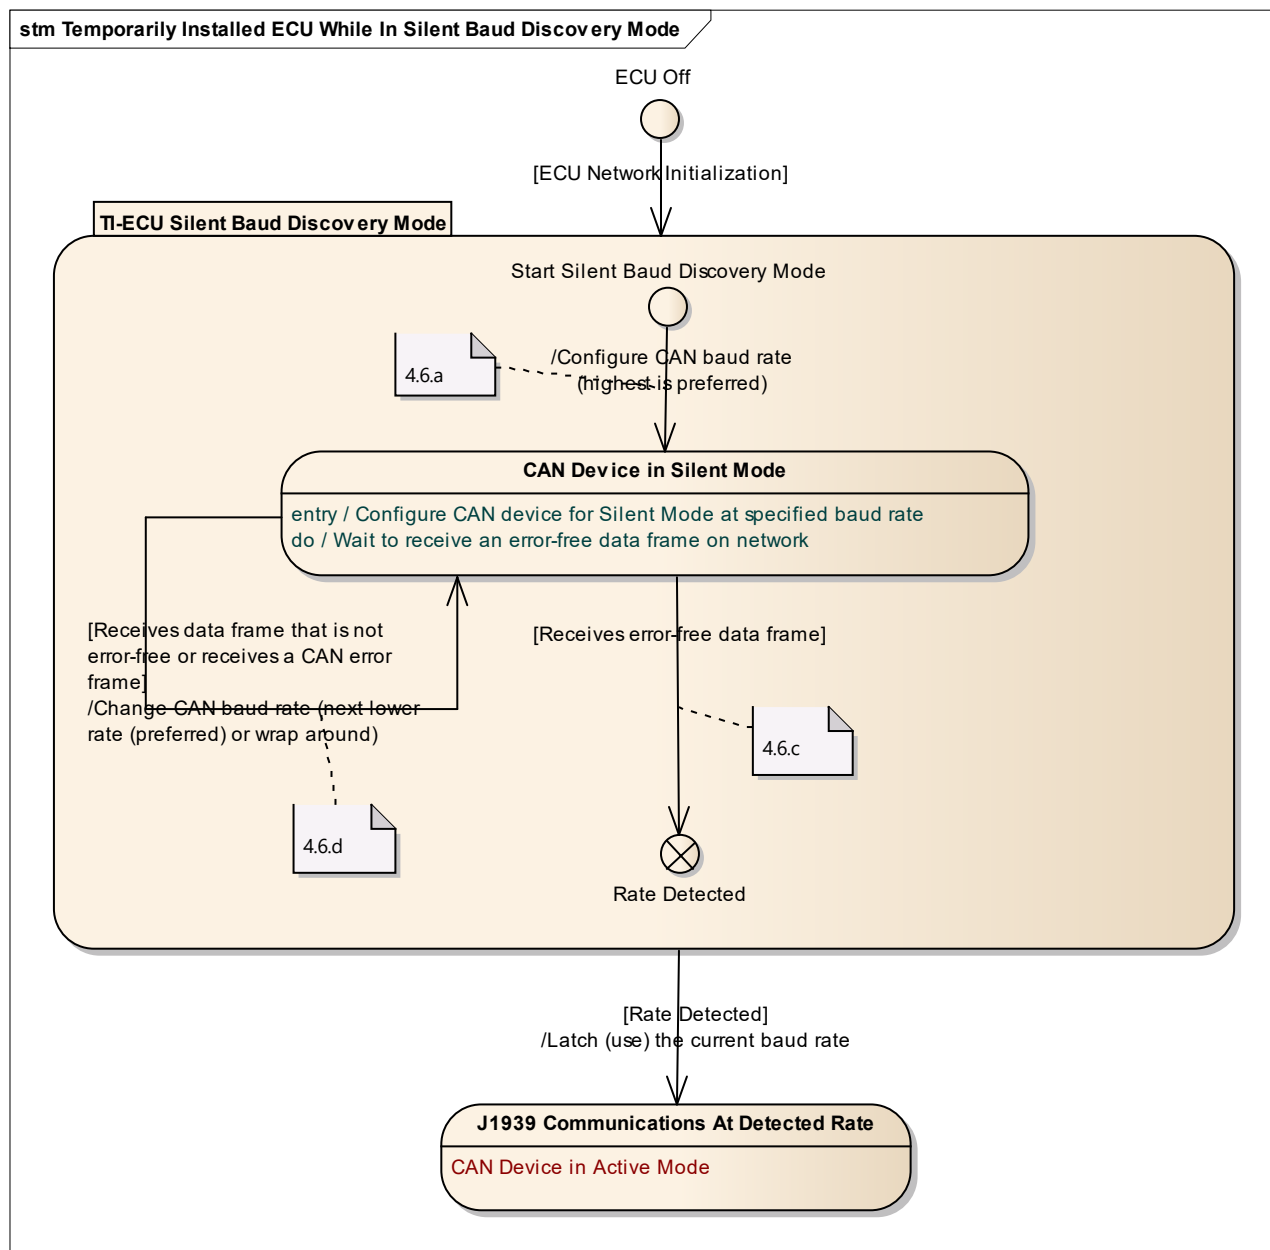 stm Temporarily Installed ECU While In Silent Baud Discovery Mode
ECU Off
[ECU Network Initialization]
TI-ECU Silent Baud Discovery Mode
Start Silent Baud Discovery Mode
4.6.a
/Configure CAN baud rate
(highest is preferred)
CAN Device in Silent Mode
entry / Configure CAN device for Silent Mode at specified baud rate
do / Wait to receive an error-free data frame on network
[Receives data frame that is not
error-free or receives a CAN error
frame]
/Change CAN baud rate (next lower
rate (preferred) or wrap around)
[Receives error-free data frame]
4.6.c
4.6.d
Rate Detected
[Rate Detected]
/Latch (use) the current baud rate
J1939 Communications At Detected Rate
CAN Device in Active Mode